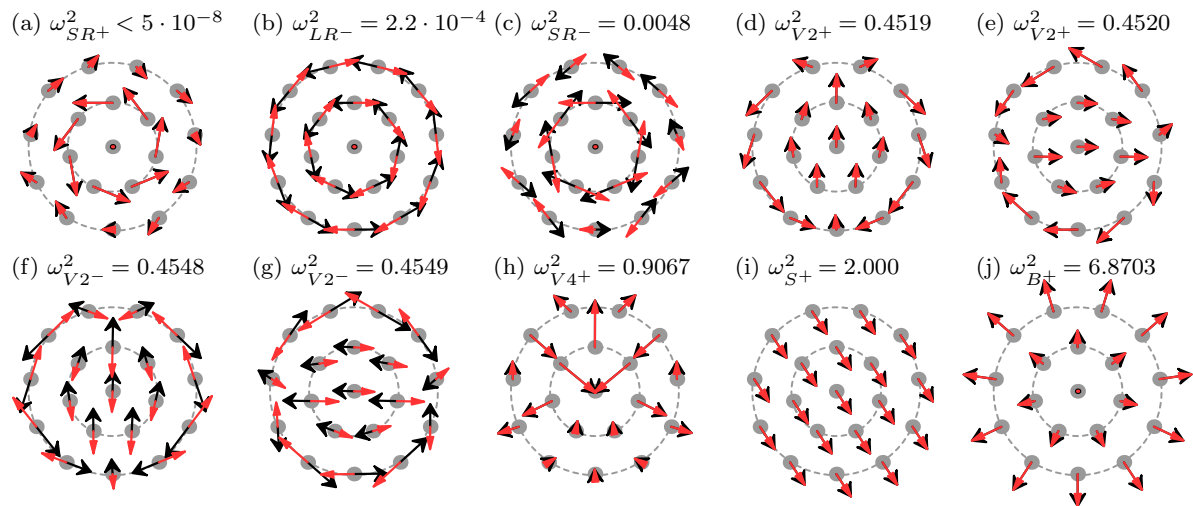 (a) ω²_{SR+} < 5 · 10⁻⁸
(b) ω²_{LR−} = 2.2 · 10⁻⁴
(c) ω²_{SR−} = 0.0048
(d) ω²_{V2+} = 0.4519
(e) ω²_{V2+} = 0.4520
(f) ω²_{V2−} = 0.4548
(g) ω²_{V2−} = 0.4549
(h) ω²_{V4+} = 0.9067
(i) ω²_{S+} = 2.000
(j) ω²_{B+} = 6.8703